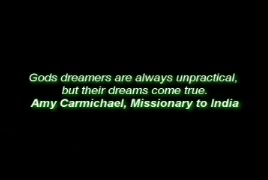 Gods dreamers are always unpractical,
but their dreams come true.
Amy Carmichael, Missionary to India